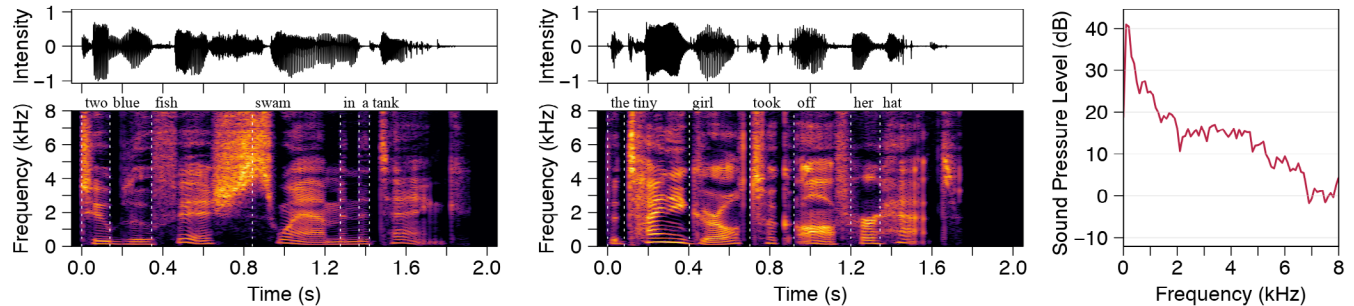 Intensity
1
0
−1
two blue fish swam in a tank
Frequency (kHz)
8
6
4
2
0
0.0 0.4 0.8 1.2 1.6 2.0
Time (s)
Intensity
1
0
−1
the tiny girl took off her hat
Frequency (kHz)
8
6
4
2
0
0.0 0.4 0.8 1.2 1.6 2.0
Time (s)
Sound Pressure Level (dB)
40
30
20
10
0
−10
0 2 4 6 8
Frequency (kHz)